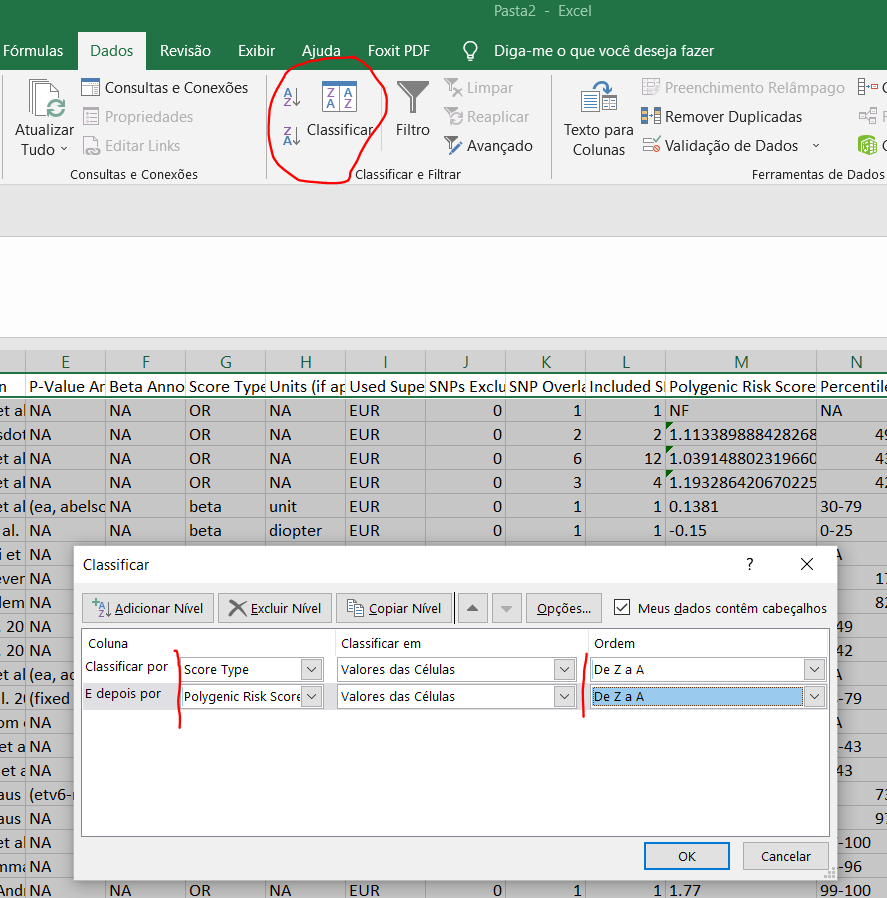 Pasta2 - Excel
Fórmulas Dados Revisão Exibir Ajuda Foxit PDF Diga-me o que você deseja fazer
Atualizar Tudo
Consultas e Conexões
Propriedades
Editar Links
Consultas e Conexões
Classificar
Filtro
Limpar
Reaplicar
Avançado
Classificar e Filtrar
Texto para Colunas
Preenchimento Relâmpago
Remover Duplicadas
Validação de Dados
Ferramentas de Dados
E F G H I J K L M N
n P-Value An Beta Anno Score Type Units (if ap Used Supe SNPs Exclu SNP Overla Included S Polygenic Risk Score Percentile
et al NA NA OR NA EUR 0 1 1 NF NA
sdot NA NA OR NA EUR 0 2 2 1.113389888428268 49
et al NA NA OR NA EUR 0 6 12 1.039148802319660 43
et al NA NA OR NA EUR 0 3 4 1.193286420670225 42
et al (ea, abelso NA beta unit EUR 0 1 1 0.1381 30-79
al. NA NA beta diopter EUR 0 1 1 -0.15 0-25
i et NA A
ever NA 17
lem NA 82
. 20 NA 49
. 20 NA 42
et al (ea, ac A
l. 20 (fixed -79
om NA A
et a NA -43
et a NA 43
aus (etv6- 73
aus NA 97
et al NA -100
mma NA -96
Andr NA NA OR NA EUR 0 1 1 1.77 99-100
Classificar ? ×
Adicionar Nível Excluir Nível Copiar Nível Opções... Meus dados contêm cabeçalhos
Coluna Classificar em Ordem
Classificar por Score Type Valores das Células De Z a A
E depois por Polygenic Risk Score Valores das Células De Z a A
OK Cancelar